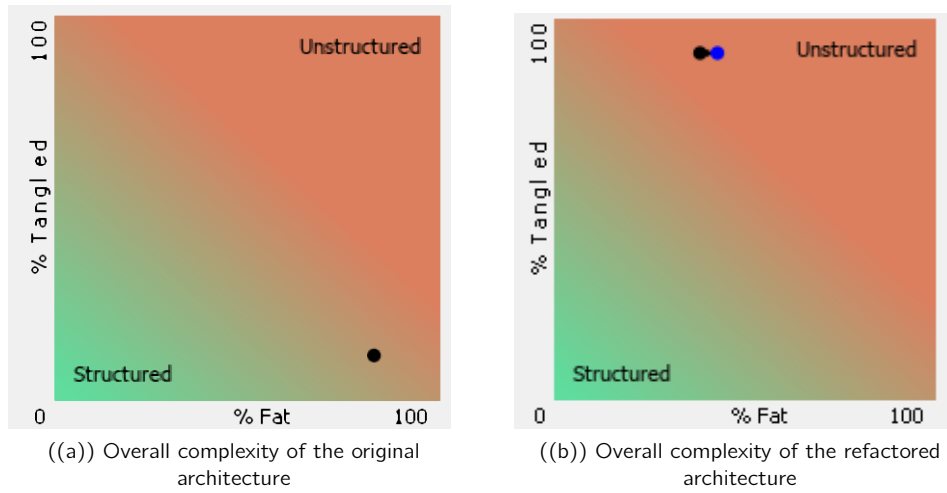 100
% Tangled
Unstructured
Structured
0
% Fat
100
((a)) Overall complexity of the original
architecture
100
% Tangled
Unstructured
Structured
0
% Fat
100
((b)) Overall complexity of the refactored
architecture